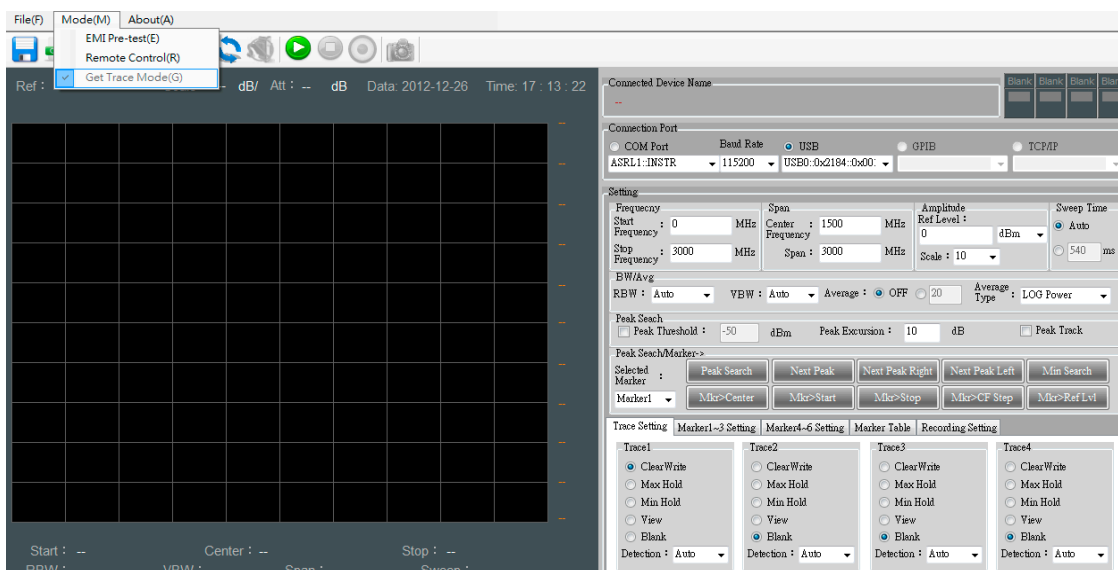 File(F) Mode(M) About(A)
EMI Pre-test(E)
Remote Control(R)
Get Trace Mode(G)
Ref : dB/ Att : -- dB Data: 2012-12-26 Time: 17 : 13 : 22
Connected Device Name
--
Blank Blank Blank
Connection Port
COM Port Baud Rate USB GPIB TCP/IP
ASRL1::INSTR 115200 USB0::0x2184::0x00:
Setting
Frequecny Span Amplitude Sweep Time
Start Frequency : 0 MHz Center Frequency : 1500 MHz Ref Level : 0 dBm Auto
Stop Frequency : 3000 MHz Span : 3000 MHz Scale : 10 540 ms
BW/Avg
RBW : Auto VBW : Auto Average : OFF 20 Average Type : LOG Power
Peak Seach
Peak Threshold : -50 dBm Peak Excursion : 10 dB Peak Track
Peak Seach/Marker->
Selected Marker : Peak Search Next Peak Next Peak Right Next Peak Left Min Search
Marker1 Mkr>Center Mkr>Start Mkr>Stop Mkr>CF Step Mkr>Ref Lvl
Trace Setting Marker1~3 Setting Marker4~6 Setting Marker Table Recording Setting
Trace1 Trace2 Trace3 Trace4
ClearWrite ClearWrite ClearWrite ClearWrite
Max Hold Max Hold Max Hold Max Hold
Min Hold Min Hold Min Hold Min Hold
View View View View
Blank Blank Blank Blank
Detection : Auto Detection : Auto Detection : Auto Detection : Auto
Start : -- Center : -- Stop : --
RBW : VBW : Span : Sweep :